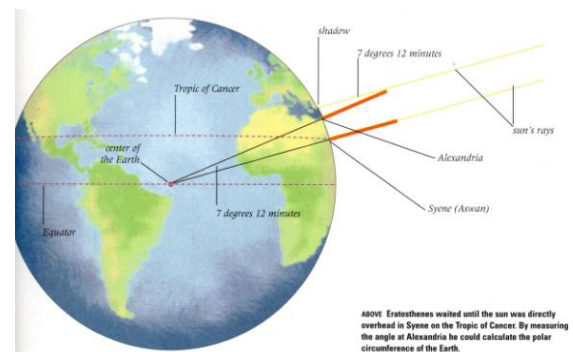 shadow
7 degrees 12 minutes
Tropic of Cancer
sun's rays
center of
the Earth
Alexandria
7 degrees 12 minutes
Syene (Aswan)
Equator
ABOVE Eratosthenes waited until the sun was directly
overhead in Syene on the Tropic of Cancer. By measuring
the angle at Alexandria he could calculate the polar
circumference of the Earth.